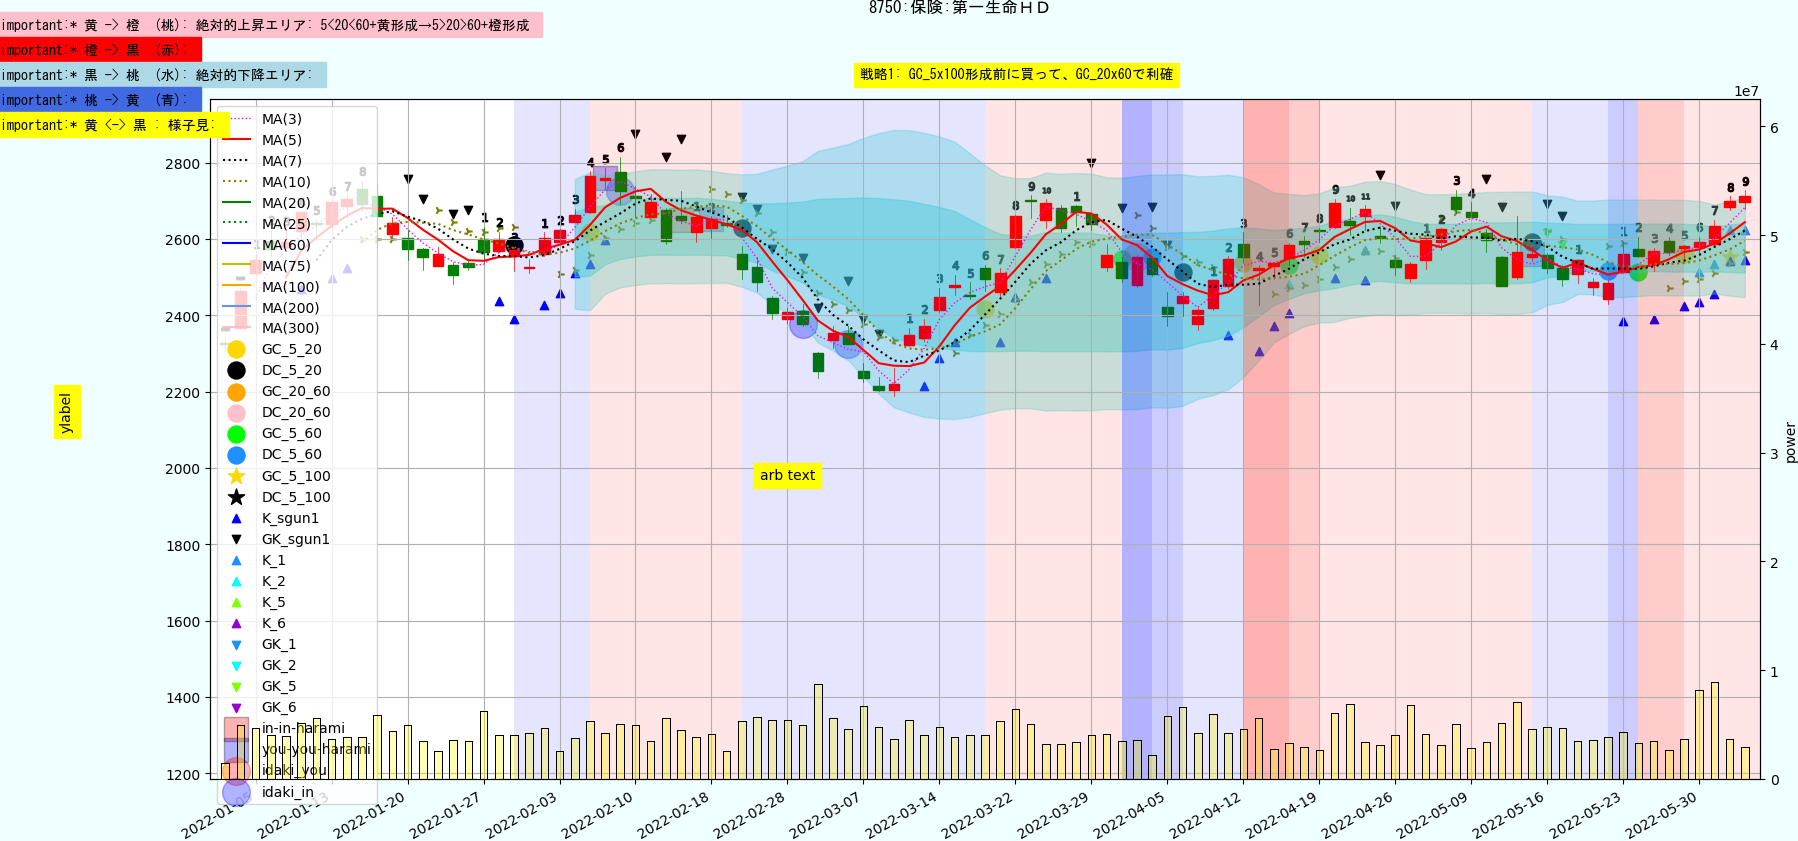 8750:保険:第一生命ＨＤ
important:* 黄 -> 橙 (桃): 絶対的上昇エリア: 5<20<60+黄形成→5>20>60+橙形成
important:* 橙 -> 黒 (赤):
important:* 黒 -> 桃 (水): 絶対的下降エリア:
戦略1: GC_5x100形成前に買って、GC_20x60で利確
important:* 桃 -> 黄 (青):
important:* 黄 <-> 黒 : 様子見:
1e7
MA(3)
MA(5)
MA(7)
MA(10)
MA(20)
MA(25)
MA(60)
MA(75)
MA(100)
MA(200)
MA(300)
GC_5_20
DC_5_20
GC_20_60
DC_20_60
GC_5_60
DC_5_60
GC_5_100
DC_5_100
K_sgun1
GK_sgun1
K_1
K_2
K_5
K_6
GK_1
GK_2
GK_5
GK_6
in-in-harami
you-you-harami
idaki_you
idaki_in
2800
2600
2400
2200
2000
1800
1600
1400
1200
ylabel
arb text
6
5
4
3
2
1
0
power
2022-01-05
2022-01-13
2022-01-20
2022-01-27
2022-02-03
2022-02-10
2022-02-18
2022-02-28
2022-03-07
2022-03-14
2022-03-22
2022-03-29
2022-04-05
2022-04-12
2022-04-19
2022-04-26
2022-05-09
2022-05-16
2022-05-23
2022-05-30